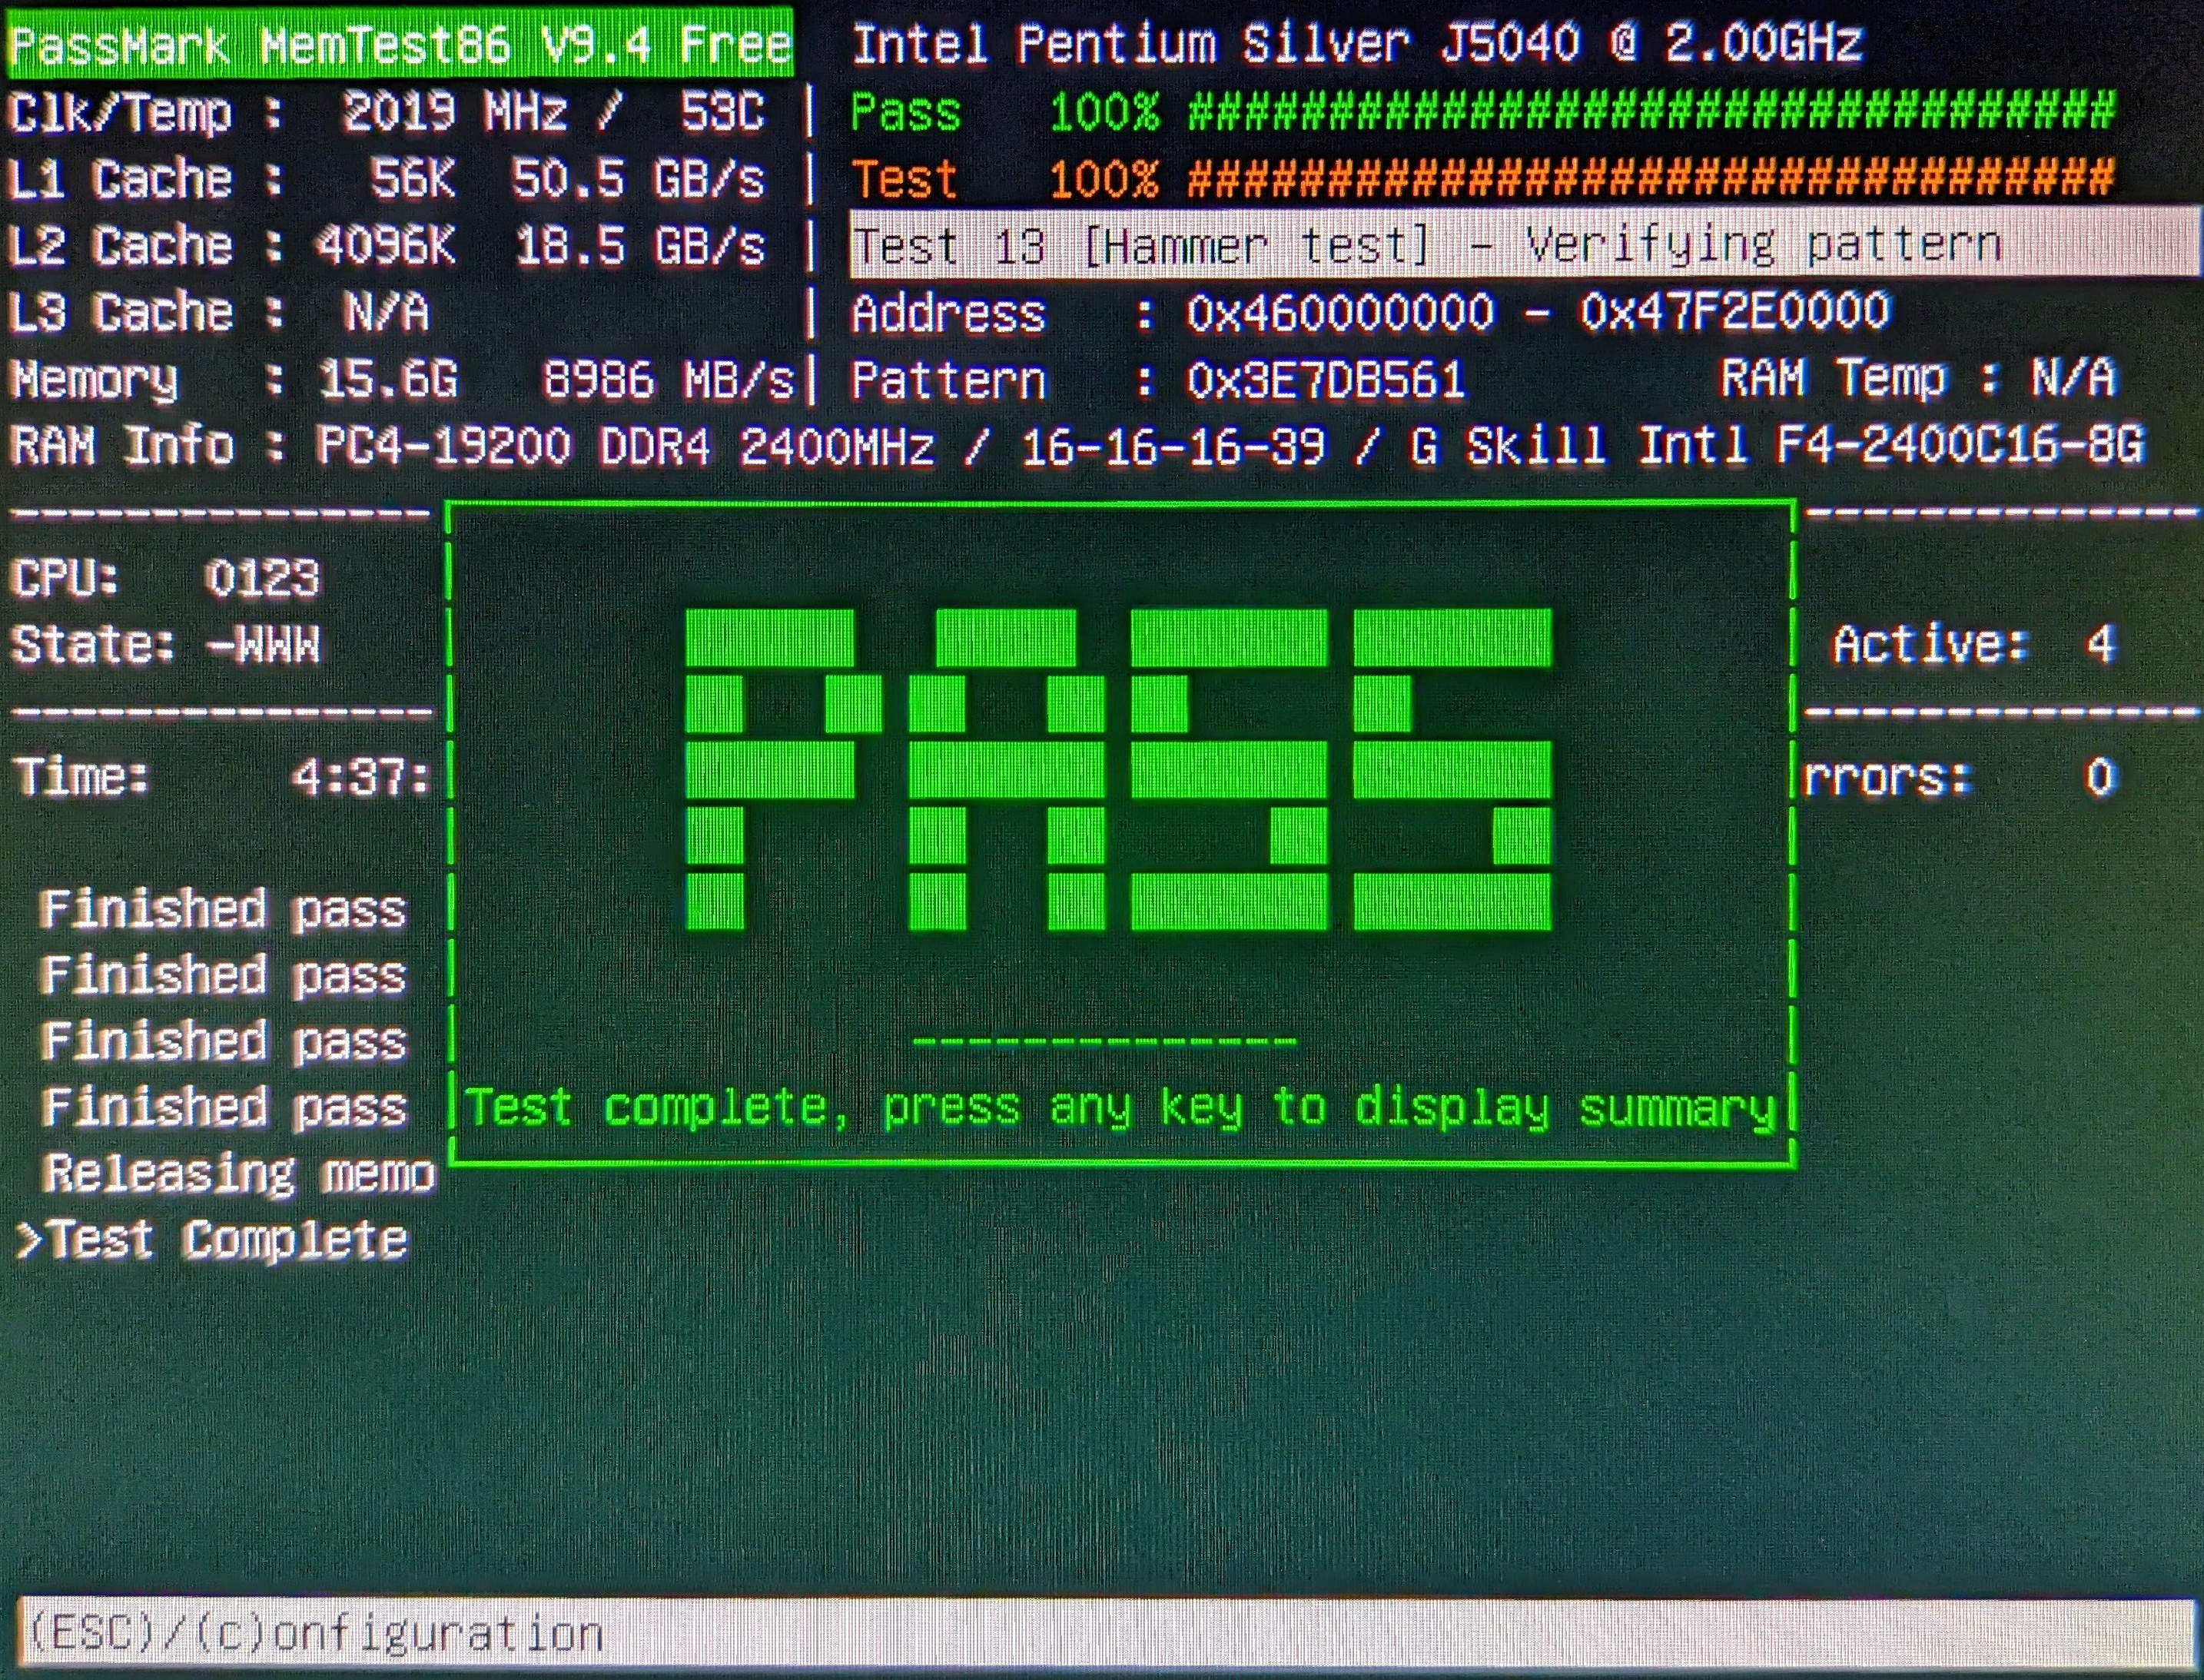 PassMark MemTest86 V9.4 Free Intel Pentium Silver J5040 @ 2.00GHz
Clk/Temp : 2019 MHz / 53C | Pass 100% #################################
L1 Cache : 56K 50.5 GB/s | Test 100% #################################
L2 Cache : 4096K 18.5 GB/s | Test 13 [Hammer test] - Verifying pattern
L3 Cache : N/A | Address : 0x460000000 - 0x47F2E0000
Memory : 15.6G 8986 MB/s| Pattern : 0x3E7DB561 RAM Temp : N/A
RAM Info : PC4-19200 DDR4 2400MHz / 16-16-16-39 / G Skill Intl F4-2400C16-8G
CPU: 0123
State: -WWW Active: 4
Time: 4:37: rrors: 0
PASS
Finished pass
Finished pass
Finished pass
Finished pass
Test complete, press any key to display summary
Releasing memo
>Test Complete
(ESC)/(c)onfiguration